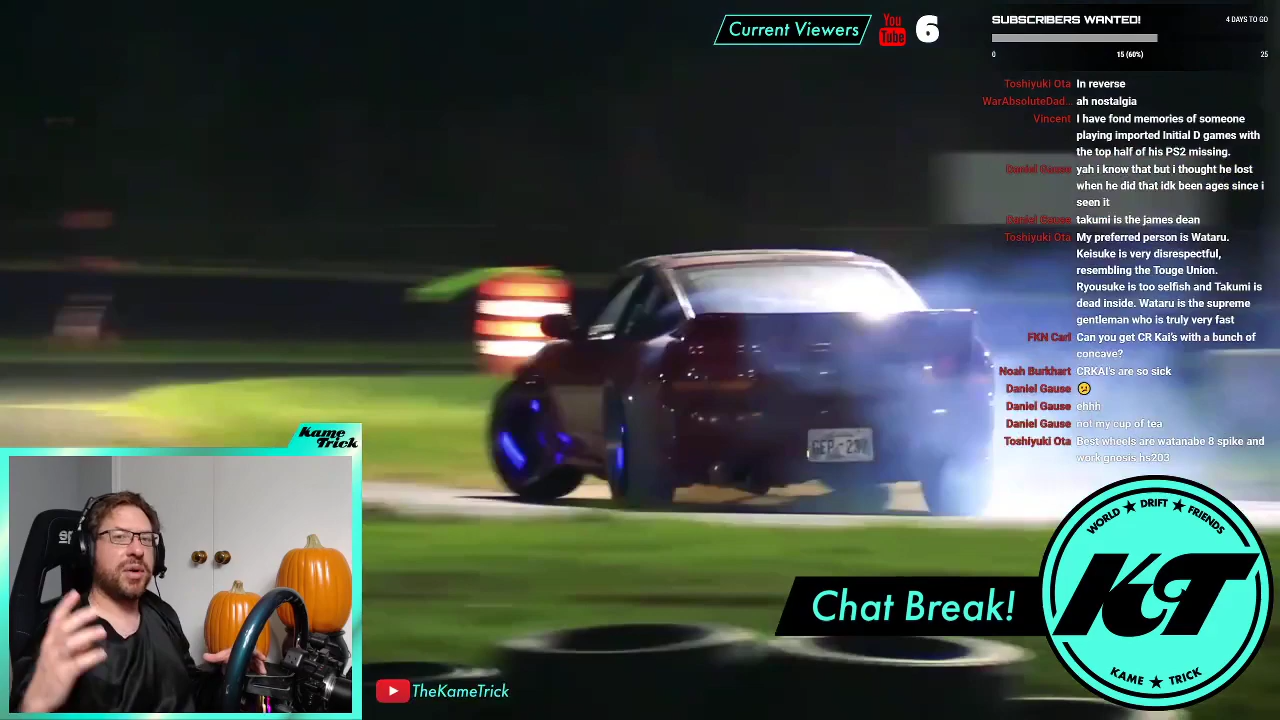 Current Viewers
You
Tube
6
SUBSCRIBERS WANTED!
4 DAYS TO GO
0
15 (60%)
25
Toshiyuki Ota In reverse
WarAbsoluteDad... ah nostalgia
Vincent I have fond memories of someone
playing imported Initial D games with
the top half of his PS2 missing.
Daniel Gause yah i know that but i thought he lost
when he did that idk been ages since i
seen it
Daniel Gause takumi is the james dean
Toshiyuki Ota My preferred person is Wataru.
Keisuke is very disrespectful,
resembling the Touge Union.
Ryousuke is too selfish and Takumi is
dead inside. Wataru is the supreme
gentleman who is truly very fast
FKN Carl Can you get CR Kai's with a bunch of
concave?
Noah Burkhart CRKAI's are so sick
Daniel Gause 😕
Daniel Gause ehhh
Daniel Gause not my cup of tea
Toshiyuki Ota Best wheels are watanabe 8 spike and
work gnosis hs203
Kame
Trick
WORLD ★ DRIFT ★ FRIENDS
KT
KAME ★ TRICK
Chat Break!
TheKameTrick